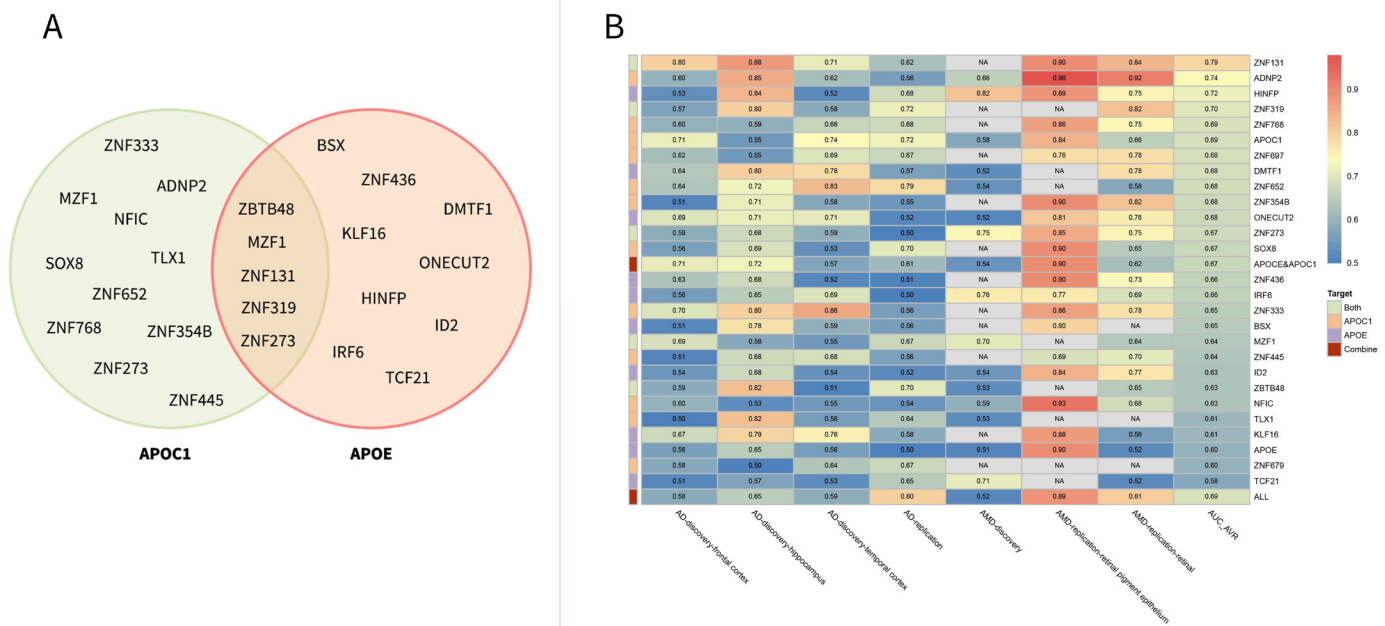 A
ZNF333
ADNP2
MZF1
NFIC
SOX8
TLX1
ZNF652
ZNF768
ZNF354B
ZNF273
ZNF445
ZBTB48
MZF1
ZNF131
ZNF319
ZNF273
BSX
ZNF436
DMTF1
KLF16
ONECUT2
HINFP
ID2
IRF6
TCF21
APOC1
APOE
B
0.80 0.88 0.71 0.62 NA 0.90 0.84 0.79 ZNF131
0.60 0.85 0.62 0.56 0.66 0.98 0.92 0.74 ADNP2
0.53 0.84 0.52 0.68 0.82 0.89 0.75 0.72 HINFP
0.57 0.80 0.58 0.72 NA NA 0.82 0.70 ZNF319
0.60 0.59 0.66 0.68 NA 0.86 0.75 0.69 ZNF768
0.71 0.55 0.74 0.72 0.58 0.84 0.66 0.69 APOC1
0.62 0.55 0.69 0.67 NA 0.78 0.78 0.68 ZNF697
0.64 0.80 0.78 0.57 0.52 NA 0.78 0.68 DMTF1
0.64 0.72 0.83 0.79 0.54 NA 0.58 0.68 ZNF652
0.51 0.71 0.58 0.55 NA 0.90 0.82 0.68 ZNF354B
0.69 0.71 0.71 0.52 0.52 0.81 0.76 0.68 ONECUT2
0.59 0.68 0.59 0.50 0.75 0.85 0.75 0.67 ZNF273
0.56 0.69 0.53 0.70 NA 0.90 0.65 0.67 SOX8
0.71 0.72 0.57 0.61 0.54 0.90 0.62 0.67 APOCE&APOC1
0.63 0.68 0.52 0.51 NA 0.90 0.73 0.66 ZNF436
0.56 0.65 0.69 0.50 0.76 0.77 0.69 0.66 IRF6
0.70 0.80 0.86 0.56 NA 0.86 0.78 0.65 ZNF333
0.51 0.78 0.59 0.56 NA 0.80 NA 0.65 BSX
0.69 0.58 0.55 0.67 0.70 NA 0.64 0.64 MZF1
0.51 0.68 0.68 0.56 NA 0.69 0.70 0.64 ZNF445
0.54 0.68 0.54 0.52 0.54 0.84 0.77 0.63 ID2
0.59 0.82 0.51 0.70 0.53 NA 0.65 0.63 ZBTB48
0.60 0.53 0.55 0.54 0.59 0.93 0.68 0.63 NFIC
0.50 0.82 0.56 0.64 0.53 NA NA 0.61 TLX1
0.67 0.79 0.76 0.58 NA 0.88 0.56 0.61 KLF16
0.56 0.65 0.56 0.50 0.51 0.90 0.52 0.60 APOE
0.58 0.50 0.64 0.67 NA NA NA 0.60 ZNF679
0.51 0.57 0.53 0.65 0.71 NA 0.52 0.58 TCF21
0.58 0.65 0.59 0.80 0.52 0.89 0.81 0.69 ALL
AD-discovery-frontal cortex
AD-discovery-hippocampus
AD-discovery-temporal cortex
AD-replication
AMD-discovery
AMD-replication-retinal pigment epithelium
AMD-replication-retinal
AUC_AVR
0.9
0.8
0.7
0.6
0.5
Target
Both
APOC1
APOE
Combine